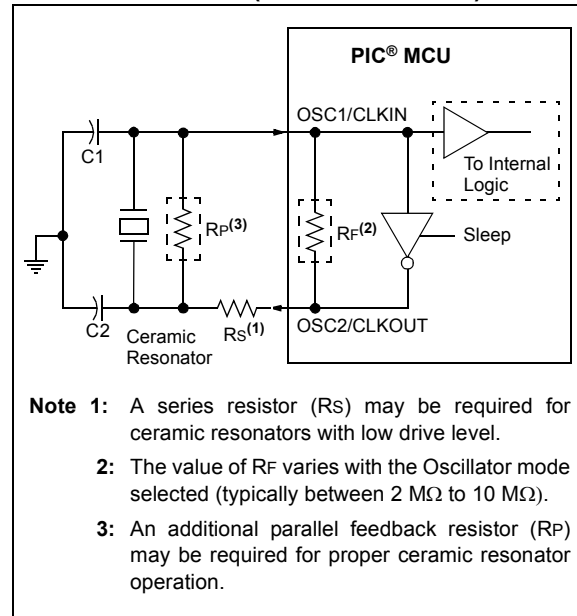 PIC® MCU
OSC1/CLKIN
C1
To Internal
Logic
RP(3)
RF(2)
Sleep
C2
Ceramic
Resonator
RS(1)
OSC2/CLKOUT
Note 1: A series resistor (RS) may be required for
ceramic resonators with low drive level.
2: The value of RF varies with the Oscillator mode
selected (typically between 2 MΩ to 10 MΩ).
3: An additional parallel feedback resistor (RP)
may be required for proper ceramic resonator
operation.